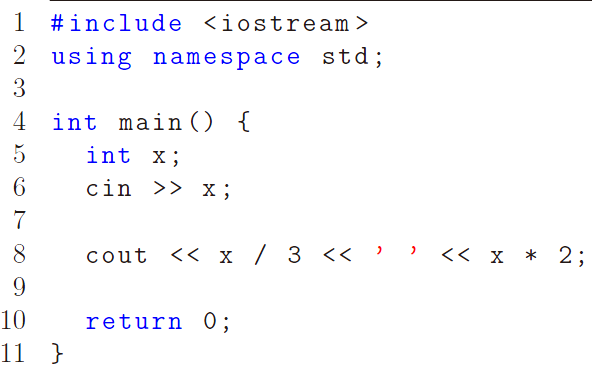 1 #include <iostream>
2 using namespace std;
3
4 int main() {
5   int x;
6   cin >> x;
7
8   cout << x / 3 << ’ ’ << x * 2;
9
10   return 0;
11 }